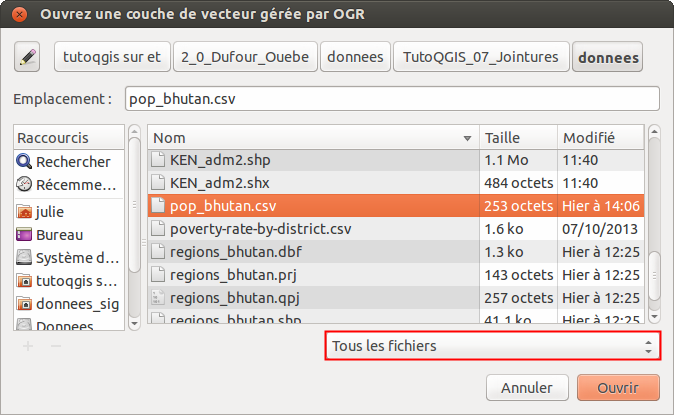 Ouvrez une couche de vecteur gérée par OGR
tutoqgis sur et 2_0_Dufour_Ouebe donnees TutoQGIS_07_Jointures donnees
Emplacement : pop_bhutan.csv
Raccourcis
Rechercher
Récemme...
julie
Bureau
Système d...
tutoqgis su...
donnees_sig
Donnees
Nom Taille Modifié
KEN_adm2.shp 1.1 Mo 11:40
KEN_adm2.shx 484 octets 11:40
pop_bhutan.csv 253 octets Hier à 14:06
poverty-rate-by-district.csv 1.6 ko 07/10/2013
regions_bhutan.dbf 1.3 ko Hier à 12:25
regions_bhutan.prj 143 octets Hier à 12:25
regions_bhutan.qpj 257 octets Hier à 12:25
regions_bhutan.shp 41.1 ko Hier à 12:25
Tous les fichiers
Annuler Ouvrir